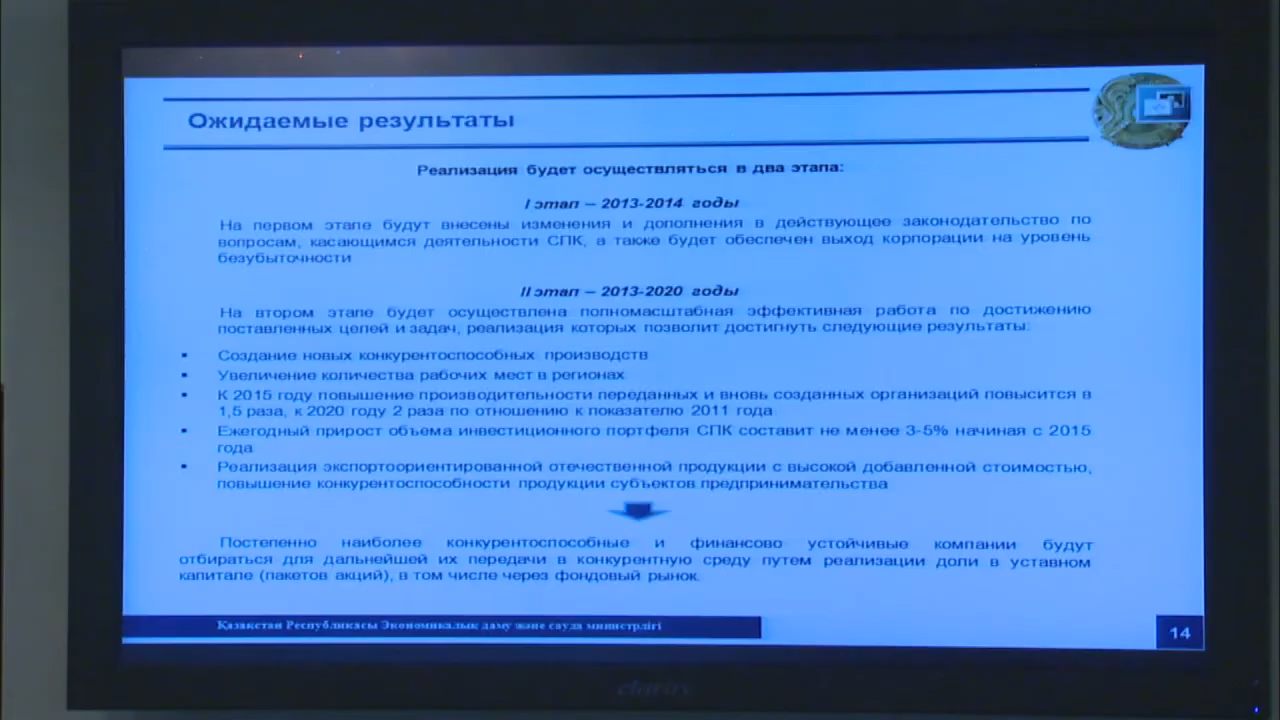 Ожидаемые результаты
Реализация будет осуществляться в два этапа:
I этап – 2013-2014 годы
На первом этапе будут внесены изменения и дополнения в действующее законодательство по
вопросам, касающимся деятельности СПК, а также будет обеспечен выход корпорации на уровень
безубыточности
II этап – 2013-2020 годы
На втором этапе будет осуществлена полномасштабная эффективная работа по достижению
поставленных целей и задач, реализация которых позволит достигнуть следующие результаты:
▪ Создание новых конкурентоспособных производств
▪ Увеличение количества рабочих мест в регионах
▪ К 2015 году повышение производительности переданных и вновь созданных организаций повысится в
1,5 раза, к 2020 году 2 раза по отношению к показателю 2011 года
▪ Ежегодный прирост объема инвестиционного портфеля СПК составит не менее 3-5% начиная с 2015
года
▪ Реализация экспортоориентированной отечественной продукции с высокой добавленной стоимостью,
повышение конкурентоспособности продукции субъектов предпринимательства
Постепенно наиболее конкурентоспособные и финансово устойчивые компании будут
отбираться для дальнейшей их передачи в конкурентную среду путем реализации доли в уставном
капитале (пакетов акций), в том числе через фондовый рынок.
Қазақстан Республикасы Экономикалық даму және сауда министрлігі
14